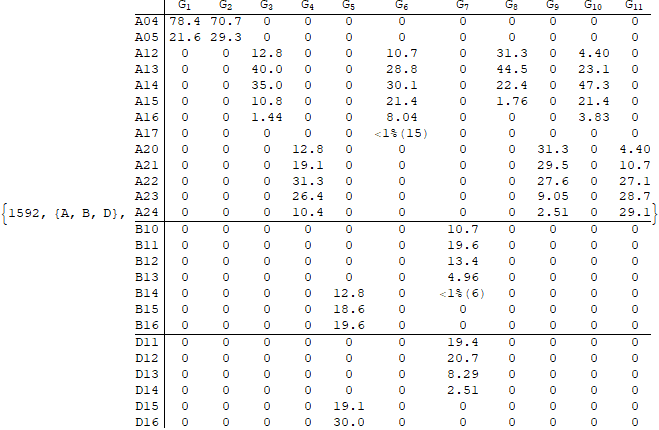 G1 G2 G3 G4 G5 G6 G7 G8 G9 G10 G11
A04 78.4 70.7 0 0 0 0 0 0 0 0 0
A05 21.6 29.3 0 0 0 0 0 0 0 0 0
A12 0 0 12.8 0 0 10.7 0 31.3 0 4.40 0
A13 0 0 40.0 0 0 28.8 0 44.5 0 23.1 0
A14 0 0 35.0 0 0 30.1 0 22.4 0 47.3 0
A15 0 0 10.8 0 0 21.4 0 1.76 0 21.4 0
A16 0 0 1.44 0 0 8.04 0 0 0 3.83 0
A17 0 0 0 0 0 <1%(15) 0 0 0 0 0
A20 0 0 0 12.8 0 0 0 0 31.3 0 4.40
A21 0 0 0 19.1 0 0 0 0 29.5 0 10.7
A22 0 0 0 31.3 0 0 0 0 27.6 0 27.1
A23 0 0 0 26.4 0 0 0 0 9.05 0 28.7
{1592, {A, B, D}, A24 0 0 0 10.4 0 0 0 0 2.51 0 29.1}
B10 0 0 0 0 0 0 10.7 0 0 0 0
B11 0 0 0 0 0 0 19.6 0 0 0 0
B12 0 0 0 0 0 0 13.4 0 0 0 0
B13 0 0 0 0 0 0 4.96 0 0 0 0
B14 0 0 0 0 12.8 0 <1%(6) 0 0 0 0
B15 0 0 0 0 18.6 0 0 0 0 0 0
B16 0 0 0 0 19.6 0 0 0 0 0 0
D11 0 0 0 0 0 0 19.4 0 0 0 0
D12 0 0 0 0 0 0 20.7 0 0 0 0
D13 0 0 0 0 0 0 8.29 0 0 0 0
D14 0 0 0 0 0 0 2.51 0 0 0 0
D15 0 0 0 0 19.1 0 0 0 0 0 0
D16 0 0 0 0 30.0 0 0 0 0 0 0